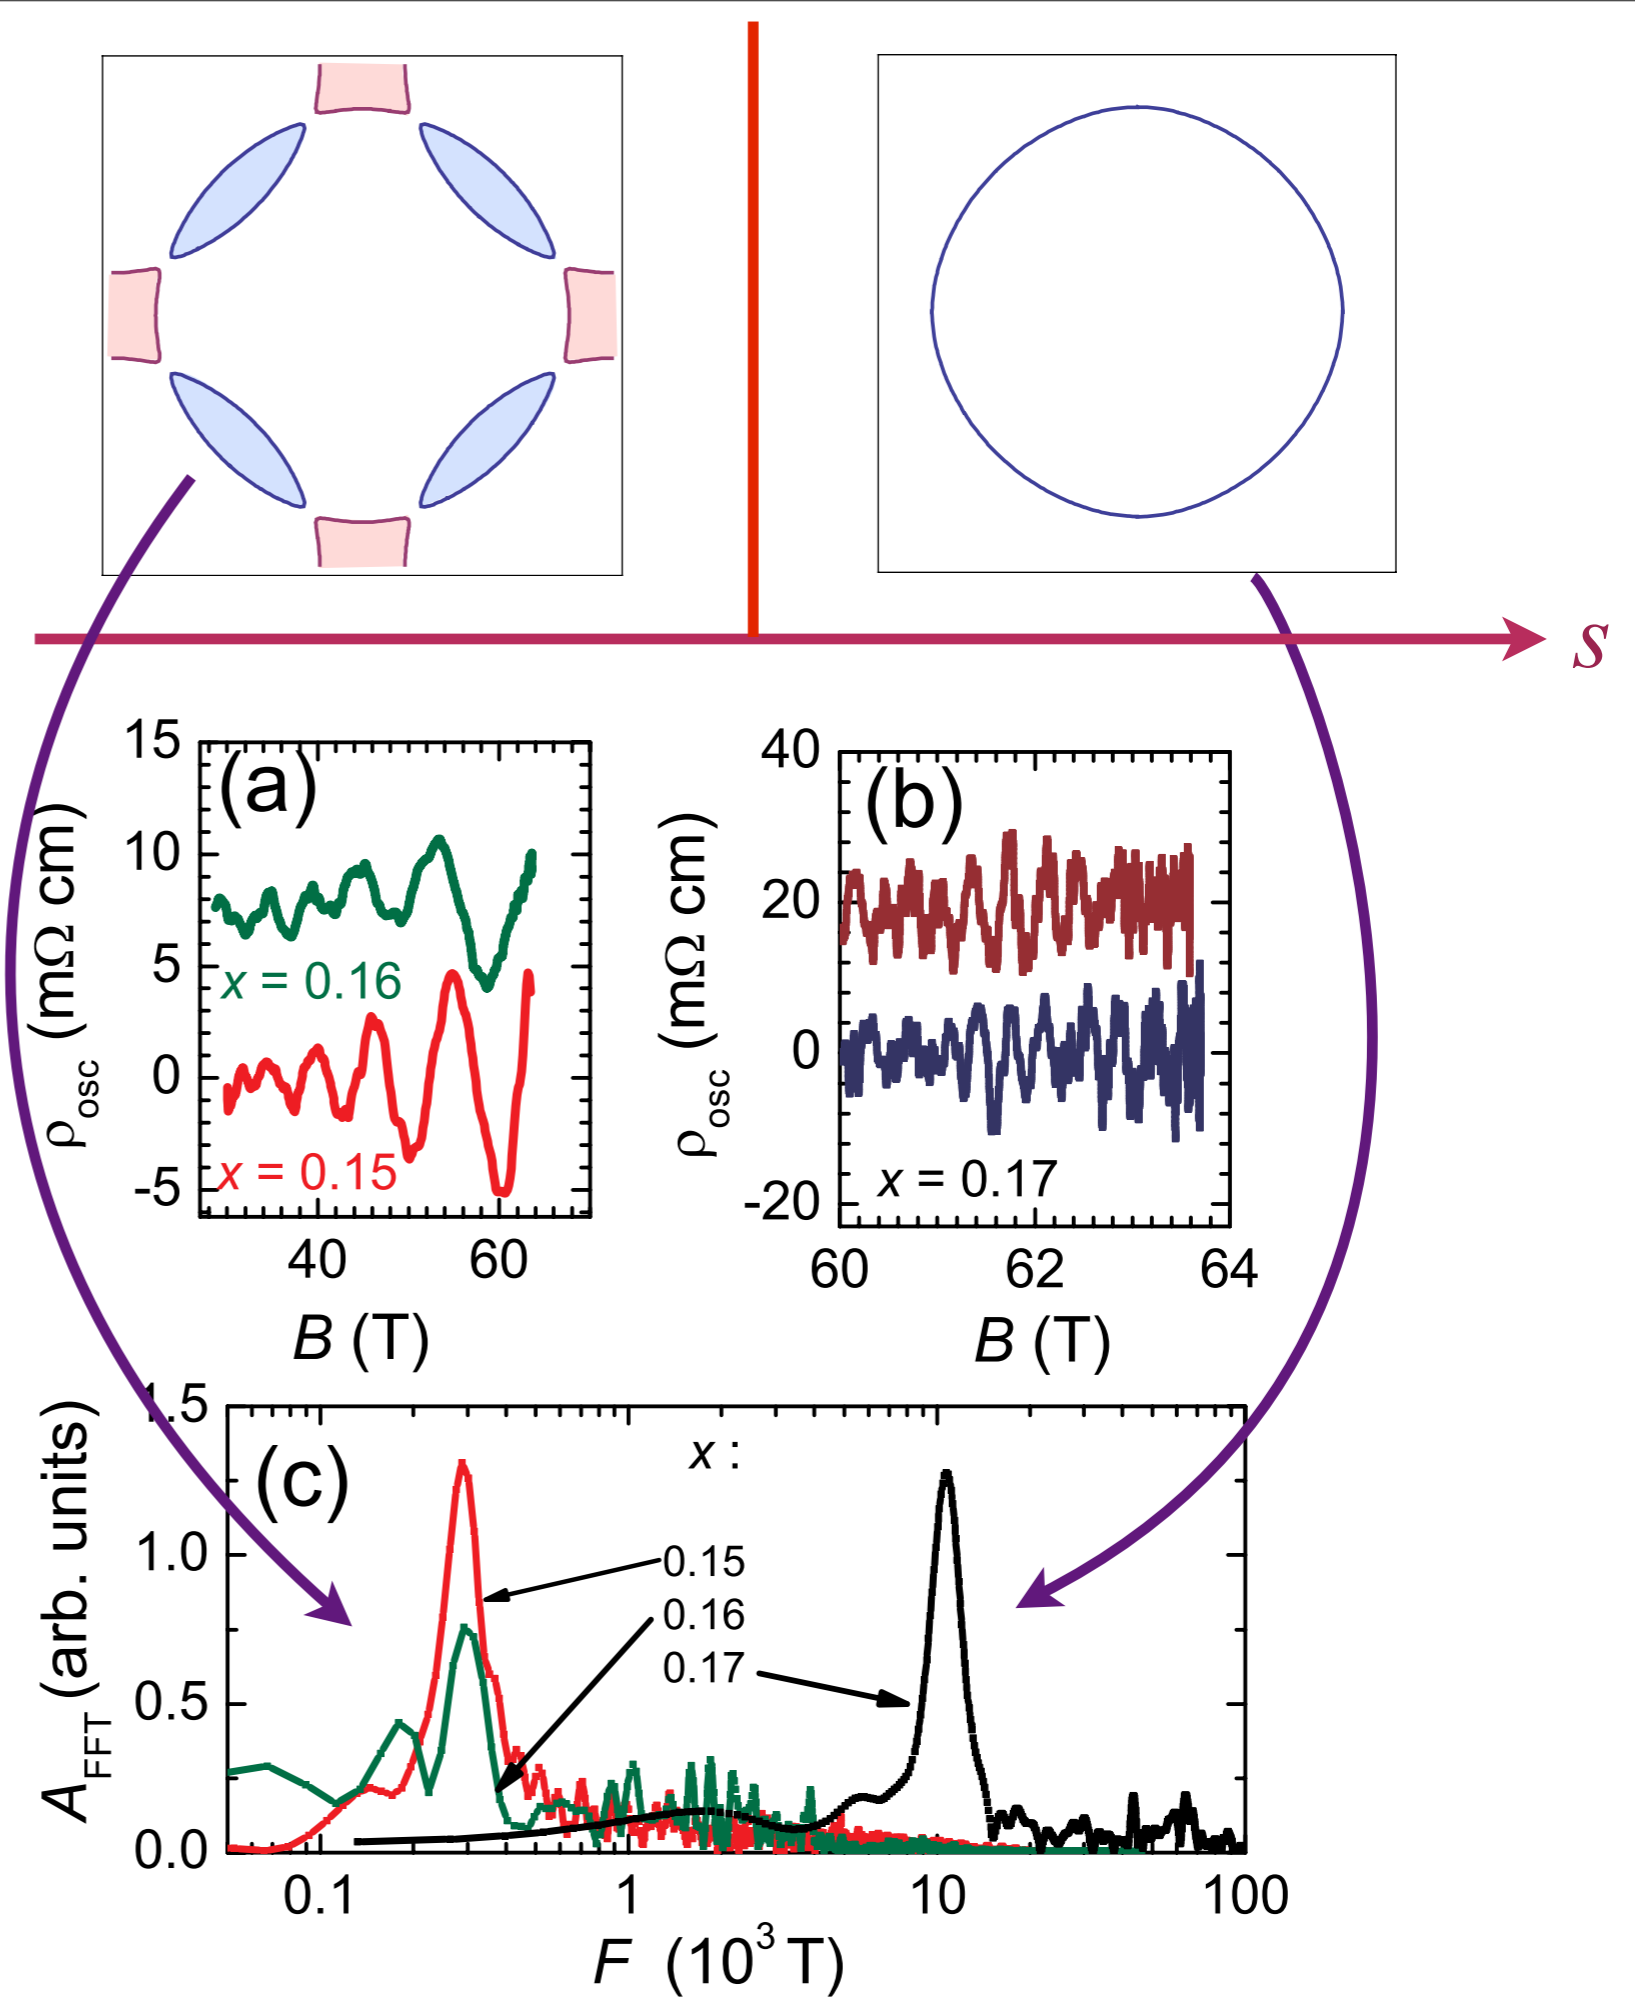 s
(a)
15
10
5
0
-5
x = 0.16
x = 0.15
ρosc (mΩ cm)
40 60
B (T)
(b)
40
20
0
-20
x = 0.17
ρosc (mΩ cm)
60 62 64
B (T)
(c)
1.5
1.0
0.5
0.0
AFFT (arb. units)
x :
0.15
0.16
0.17
0.1 1 10 100
F (10³ T)